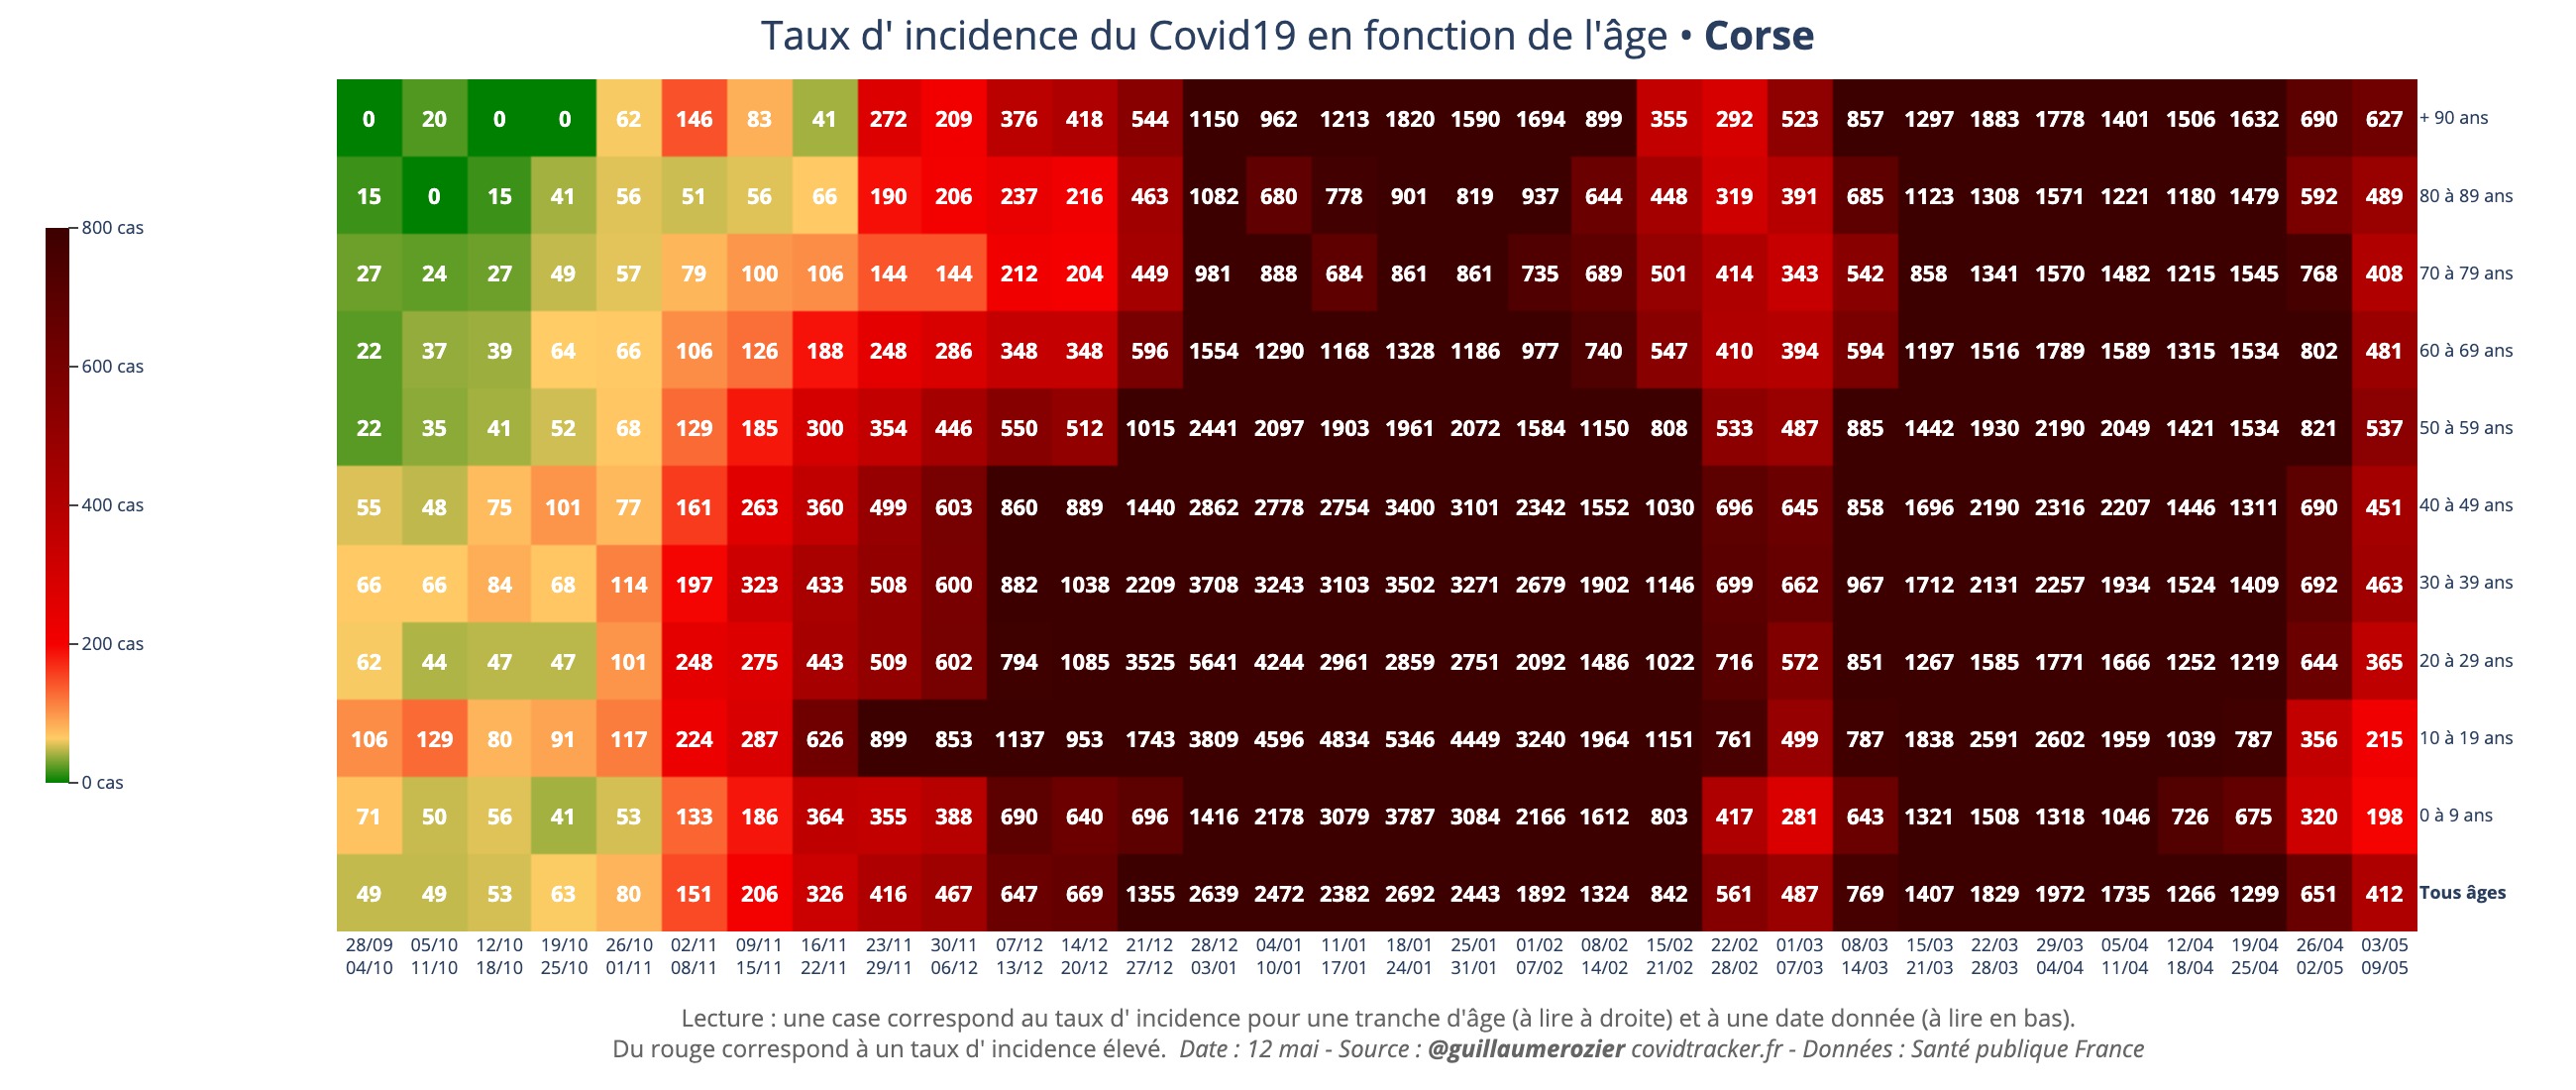 Taux d' incidence du Covid19 en fonction de l'âge • Corse
0 20 0 0 62 146 83 41 272 209 376 418 544 1150 962 1213 1820 1590 1694 899 355 292 523 857 1297 1883 1778 1401 1506 1632 690 627 + 90 ans
15 0 15 41 56 51 56 66 190 206 237 216 463 1082 680 778 901 819 937 644 448 319 391 685 1123 1308 1571 1221 1180 1479 592 489 80 à 89 ans
800 cas
27 24 27 49 57 79 100 106 144 144 212 204 449 981 888 684 861 861 735 689 501 414 343 542 858 1341 1570 1482 1215 1545 768 408 70 à 79 ans
22 37 39 64 66 106 126 188 248 286 348 348 596 1554 1290 1168 1328 1186 977 740 547 410 394 594 1197 1516 1789 1589 1315 1534 802 481 60 à 69 ans
600 cas
22 35 41 52 68 129 185 300 354 446 550 512 1015 2441 2097 1903 1961 2072 1584 1150 808 533 487 885 1442 1930 2190 2049 1421 1534 821 537 50 à 59 ans
400 cas
55 48 75 101 77 161 263 360 499 603 860 889 1440 2862 2778 2754 3400 3101 2342 1552 1030 696 645 858 1696 2190 2316 2207 1446 1311 690 451 40 à 49 ans
66 66 84 68 114 197 323 433 508 600 882 1038 2209 3708 3243 3103 3502 3271 2679 1902 1146 699 662 967 1712 2131 2257 1934 1524 1409 692 463 30 à 39 ans
200 cas
62 44 47 47 101 248 275 443 509 602 794 1085 3525 5641 4244 2961 2859 2751 2092 1486 1022 716 572 851 1267 1585 1771 1666 1252 1219 644 365 20 à 29 ans
106 129 80 91 117 224 287 626 899 853 1137 953 1743 3809 4596 4834 5346 4449 3240 1964 1151 761 499 787 1838 2591 2602 1959 1039 787 356 215 10 à 19 ans
0 cas
71 50 56 41 53 133 186 364 355 388 690 640 696 1416 2178 3079 3787 3084 2166 1612 803 417 281 643 1321 1508 1318 1046 726 675 320 198 0 à 9 ans
49 49 53 63 80 151 206 326 416 467 647 669 1355 2639 2472 2382 2692 2443 1892 1324 842 561 487 769 1407 1829 1972 1735 1266 1299 651 412 Tous âges
28/09 05/10 12/10 19/10 26/10 02/11 09/11 16/11 23/11 30/11 07/12 14/12 21/12 28/12 04/01 11/01 18/01 25/01 01/02 08/02 15/02 22/02 01/03 08/03 15/03 22/03 29/03 05/04 12/04 19/04 26/04 03/05
04/10 11/10 18/10 25/10 01/11 08/11 15/11 22/11 29/11 06/12 13/12 20/12 27/12 03/01 10/01 17/01 24/01 31/01 07/02 14/02 21/02 28/02 07/03 14/03 21/03 28/03 04/04 11/04 18/04 25/04 02/05 09/05
Lecture : une case correspond au taux d' incidence pour une tranche d'âge (à lire à droite) et à une date donnée (à lire en bas).
Du rouge correspond à un taux d' incidence élevé. Date : 12 mai - Source : @guillaumerozier covidtracker.fr - Données : Santé publique France